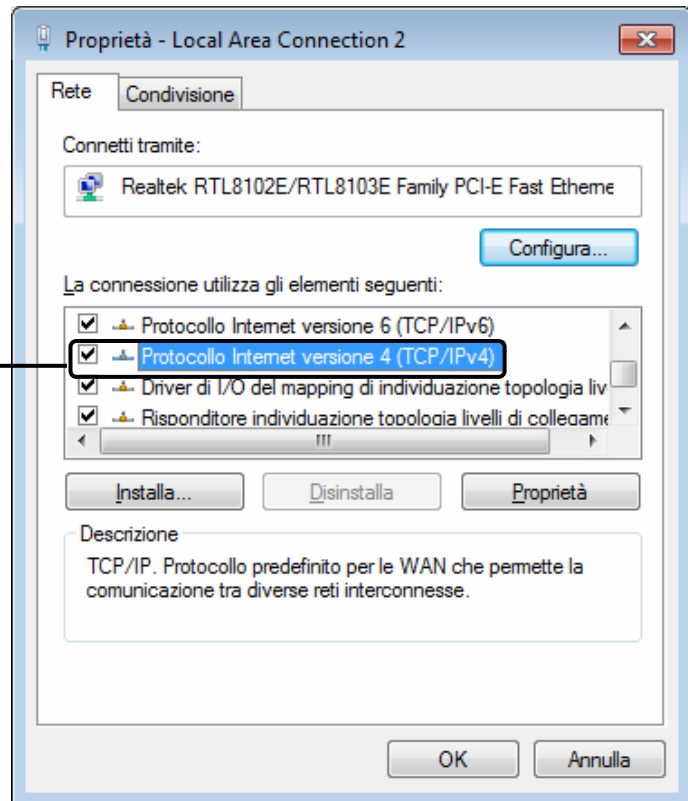 Proprietà - Local Area Connection 2
Rete
Condivisione
Connetti tramite:
Realtek RTL8102E/RTL8103E Family PCI-E Fast Etherne
Configura...
La connessione utilizza gli elementi seguenti:
Protocollo Internet versione 6 (TCP/IPv6)
Protocollo Internet versione 4 (TCP/IPv4)
Driver di I/O del mapping di individuazione topologia liv
Risponditore individuazione topologia livelli di collegame
Installa...
Disinstalla
Proprietà
Descrizione
TCP/IP. Protocollo predefinito per le WAN che permette la
comunicazione tra diverse reti interconnesse.
OK
Annulla